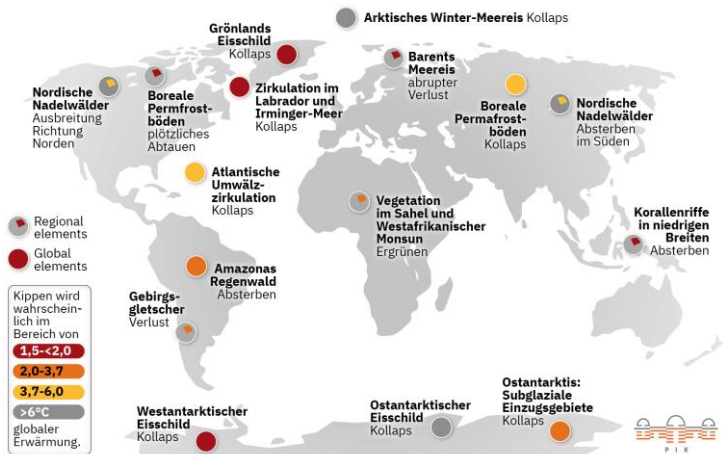 Arktisches Winter-Meereis Kollaps
Grönlands
Eisschild
Kollaps
Barents
Meereis
abrupter
Verlust
Nordische
Nadelwälder
Ausbreitung
Richtung
Norden
Boreale
Permfrost-
böden
plötzliches
Abtauen
Zirkulation im
Labrador und
Irminger-Meer
Kollaps
Boreale
Permafrost-
böden
Kollaps
Nordische
Nadelwälder
Absterben
im Süden
Atlantische
Umwälz-
zirkulation
Kollaps
Vegetation
im Sahel und
Westafrikanischer
Monsun
Ergrünen
Korallenriffe
in niedrigen
Breiten
Absterben
Regional
elements
Global
elements
Amazonas
Regenwald
Absterben
Gebirgs-
gletscher
Verlust
Kippen wird
wahrschein-
lich im
Bereich von
1,5-<2,0
2,0-3,7
3,7-6,0
>6°C
globaler
Erwärmung.
Westantarktischer
Eisschild
Kollaps
Ostantarktischer
Eisschild
Kollaps
Ostantarktis:
Subglaziale
Einzugsgebiete
Kollaps
PIK